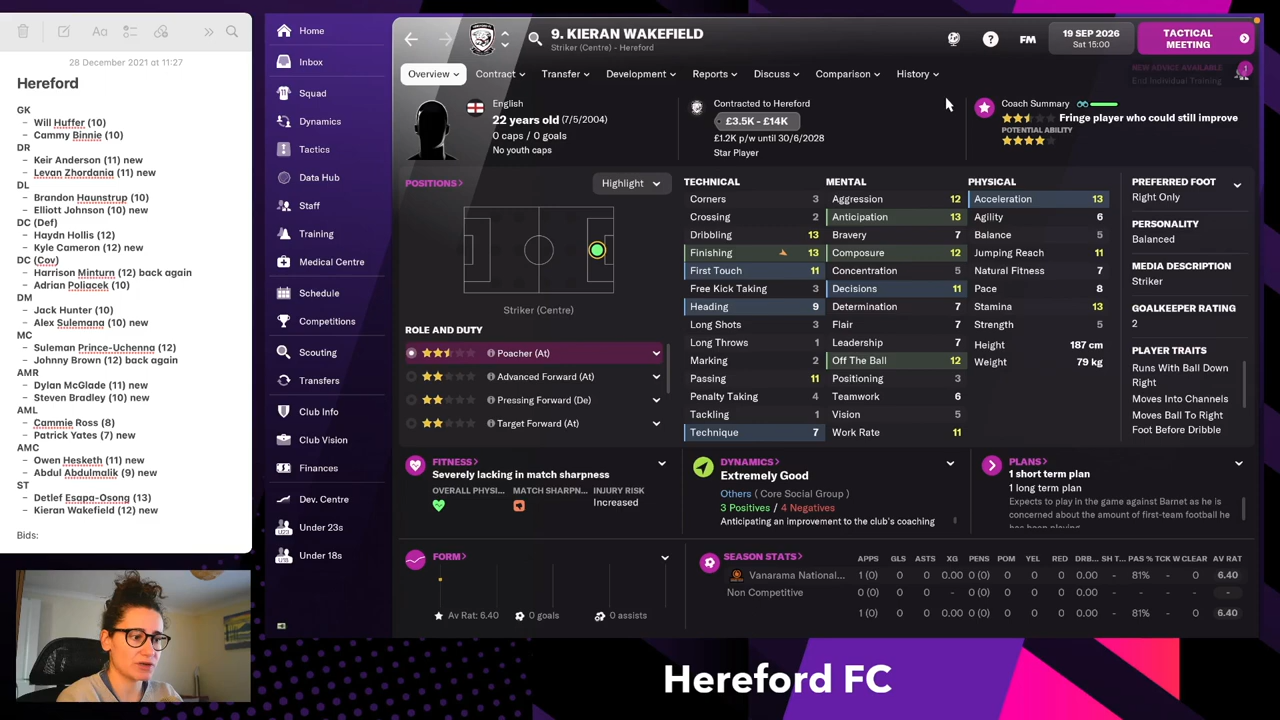 28 December 2021 at 11:27
Hereford
GK
- Will Huffer (10)
- Cammy Binnie (10)
DR
- Keir Anderson (11) new
- Levan Zhordania (11) new
DL
- Brandon Haunstrup (10)
- Elliott Johnson (10) new
DC (Def)
- Haydn Hollis (12)
- Kyle Cameron (12) new
DC (Cov)
- Harrison Minturn (12) back again
- Adrian Poliacek (10)
DM
- Jack Hunter (10)
- Alex Sulemana (10) new
MC
- Suleman Prince-Uchenna (12)
- Johnny Brown (12) back again
AMR
- Dylan McGlade (11) new
- Steven Bradley (10) new
AML
- Cammie Ross (8)
- Patrick Yates (7) new
AMC
- Owen Hesketh (11) new
- Abdul Abdulmalik (9) new
ST
- Detlef Esapa-Osong (13)
- Kieran Wakefield (12) new
Bids:
Home
Inbox
Squad
Dynamics
Tactics
Data Hub
Staff
Training
Medical Centre
Schedule
Competitions
Scouting
Transfers
Club Info
Club Vision
Finances
Dev. Centre
Under 23s
Under 18s
9. KIERAN WAKEFIELD
Striker (Centre) - Hereford
FM
19 SEP 2026
Sat 15:00
TACTICAL MEETING
Overview Contract Transfer Development Reports Discuss Comparison History
NEW ADVICE AVAILABLE
End Individual Training
1
English
22 years old (7/5/2004)
0 caps / 0 goals
No youth caps
Contracted to Hereford
£3.5K - £14K
£1.2K p/w until 30/6/2028
Star Player
Coach Summary
Fringe player who could still improve
POTENTIAL ABILITY
POSITIONS
Highlight
Striker (Centre)
ROLE AND DUTY
Poacher (At)
Advanced Forward (At)
Pressing Forward (De)
Target Forward (At)
TECHNICAL
Corners 3
Crossing 2
Dribbling 13
Finishing 13
First Touch 11
Free Kick Taking 3
Heading 9
Long Shots 3
Long Throws 1
Marking 2
Passing 11
Penalty Taking 4
Tackling 1
Technique 7
MENTAL
Aggression 12
Anticipation 13
Bravery 7
Composure 12
Concentration 5
Decisions 11
Determination 7
Flair 7
Leadership 7
Off The Ball 12
Positioning 3
Teamwork 6
Vision 5
Work Rate 11
PHYSICAL
Acceleration 13
Agility 6
Balance 5
Jumping Reach 11
Natural Fitness 7
Pace 8
Stamina 13
Strength 5
Height 187 cm
Weight 79 kg
PREFERRED FOOT
Right Only
PERSONALITY
Balanced
MEDIA DESCRIPTION
Striker
GOALKEEPER RATING
2
PLAYER TRAITS
Runs With Ball Down Right
Moves Into Channels
Moves Ball To Right
Foot Before Dribble
FITNESS
Severely lacking in match sharpness
OVERALL PHYSI... MATCH SHARPN... INJURY RISK
Increased
DYNAMICS
Extremely Good
Others ( Core Social Group )
3 Positives / 4 Negatives
Anticipating an improvement to the club's coaching
PLANS
1 short term plan
1 long term plan
Expects to play in the game against Barnet as he is
concerned about the amount of first-team football he
has been playing
FORM
Av Rat: 6.40 0 goals 0 assists
SEASON STATS
APPS GLS ASTS XG PENS POM YEL RED DRB... SH T... PAS % TCK W CLEAR AV RAT
Vanarama National... 1 (0) 0 0 0.00 0 (0) 0 0 0 0.00 - 81% - 0 6.40
Non Competitive 0 (0) 0 0 - 0 (0) 0 0 0 0.00 - - - 0 -
1 (0) 0 0 0.00 0 (0) 0 0 0 0.00 - 81% - 0 6.40
Hereford FC